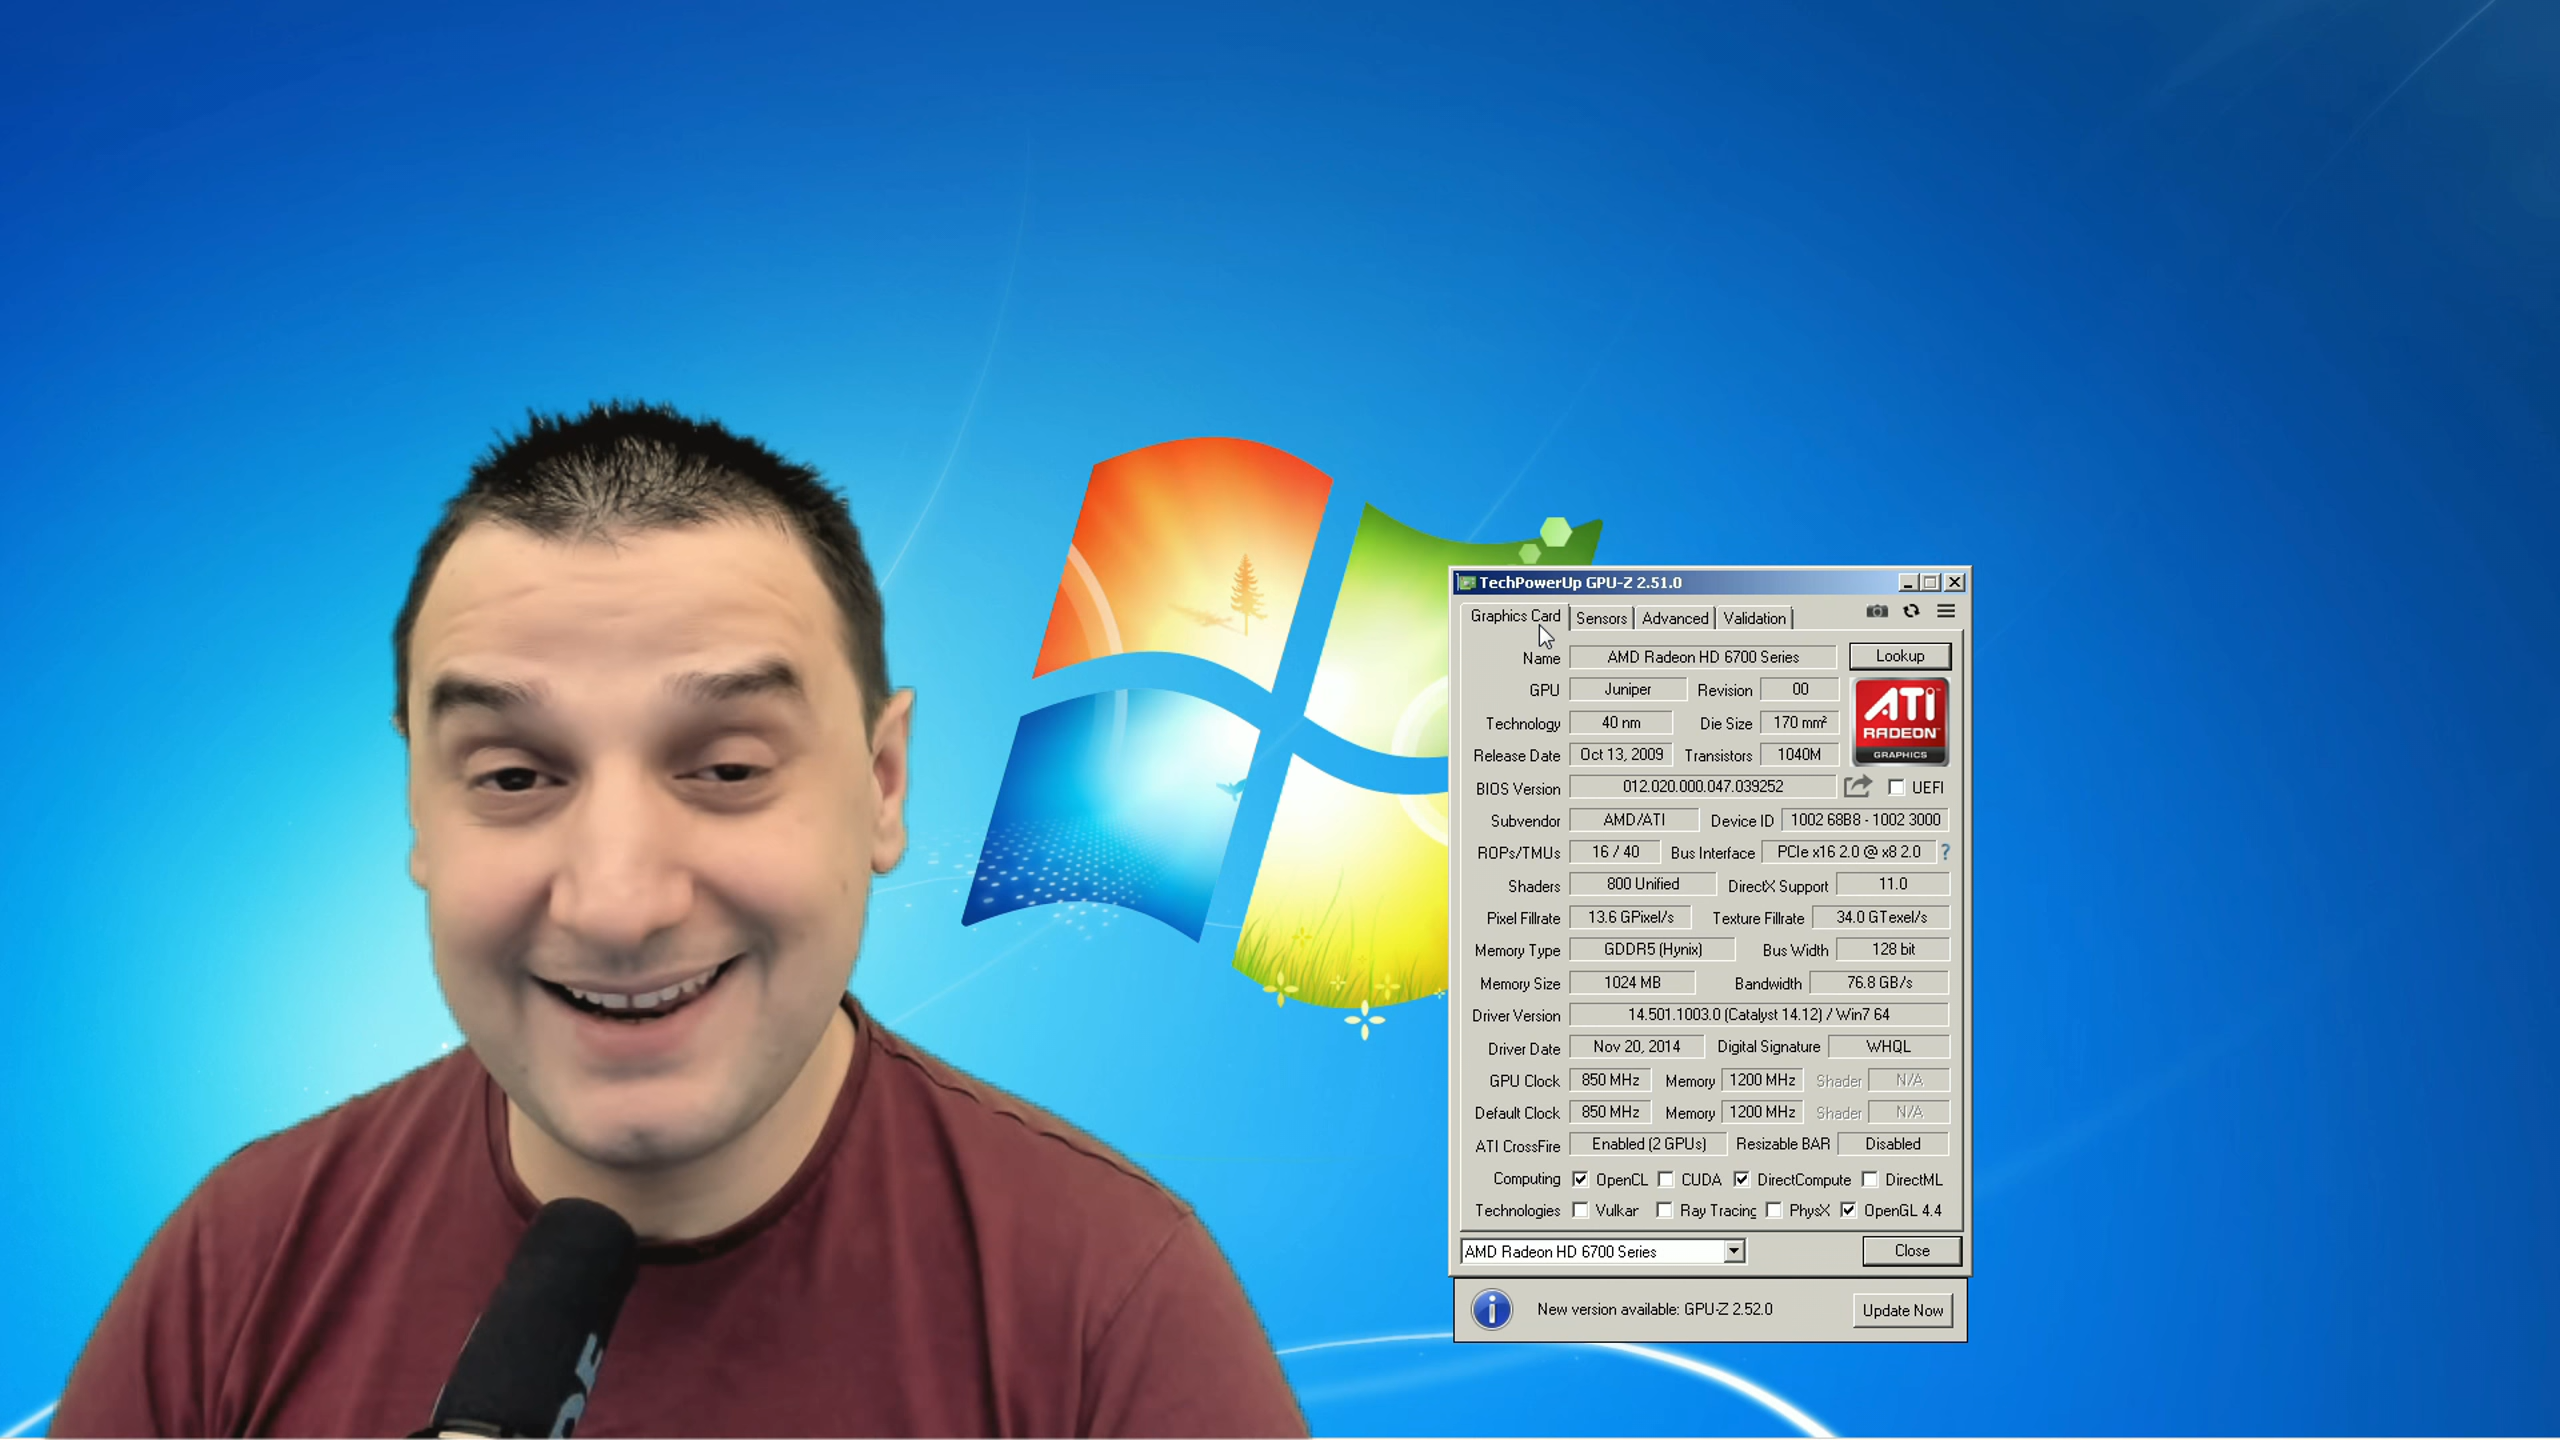 TechPowerUp GPU-Z 2.51.0
Graphics Card Sensors Advanced Validation
Name AMD Radeon HD 6700 Series Lookup
GPU Juniper Revision 00
ATI
RADEON
GRAPHICS
Technology 40 nm Die Size 170 mm²
Release Date Oct 13, 2009 Transistors 1040M
BIOS Version 012.020.000.047.039252 UEFI
Subvendor AMD/ATI Device ID 1002 68B8 - 1002 3000
ROPs/TMUs 16 / 40 Bus Interface PCIe x16 2.0 @ x8 2.0 ?
Shaders 800 Unified DirectX Support 11.0
Pixel Fillrate 13.6 GPixel/s Texture Fillrate 34.0 GTexel/s
Memory Type GDDR5 (Hynix) Bus Width 128 bit
Memory Size 1024 MB Bandwidth 76.8 GB/s
Driver Version 14.501.1003.0 (Catalyst 14.12) / Win7 64
Driver Date Nov 20, 2014 Digital Signature WHQL
GPU Clock 850 MHz Memory 1200 MHz Shader N/A
Default Clock 850 MHz Memory 1200 MHz Shader N/A
ATI CrossFire Enabled (2 GPUs) Resizable BAR Disabled
Computing OpenCL CUDA DirectCompute DirectML
Technologies Vulkan Ray Tracing PhysX OpenGL 4.4
AMD Radeon HD 6700 Series Close
New version available: GPU-Z 2.52.0 Update Now